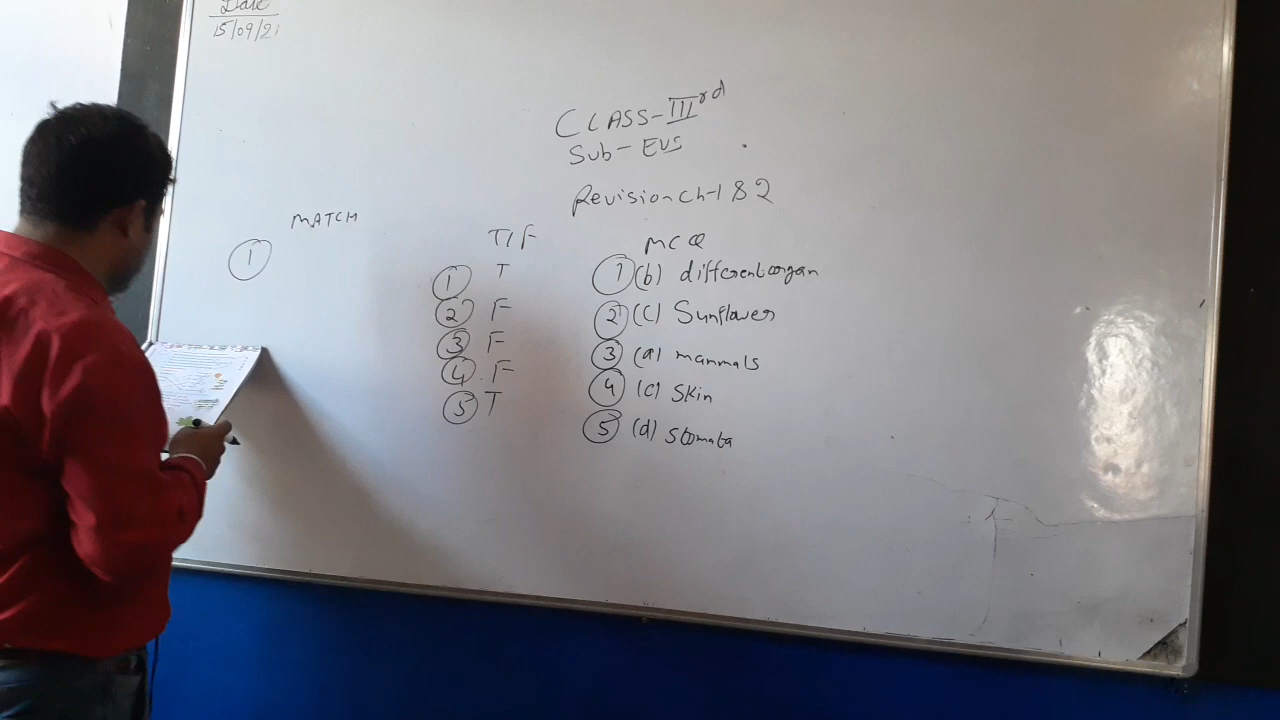 Date
15/09/21
CLASS-IIIrd
Sub-EVS
Revision ch-1 & 2
MATCH
1
T/F
1 T
2 F
3 F
4. F
5 T
MCQ
1 (b) different organ
2 (c) Sunflower
3 (a) manmals
4 (c) Skin
5 (d) stomata